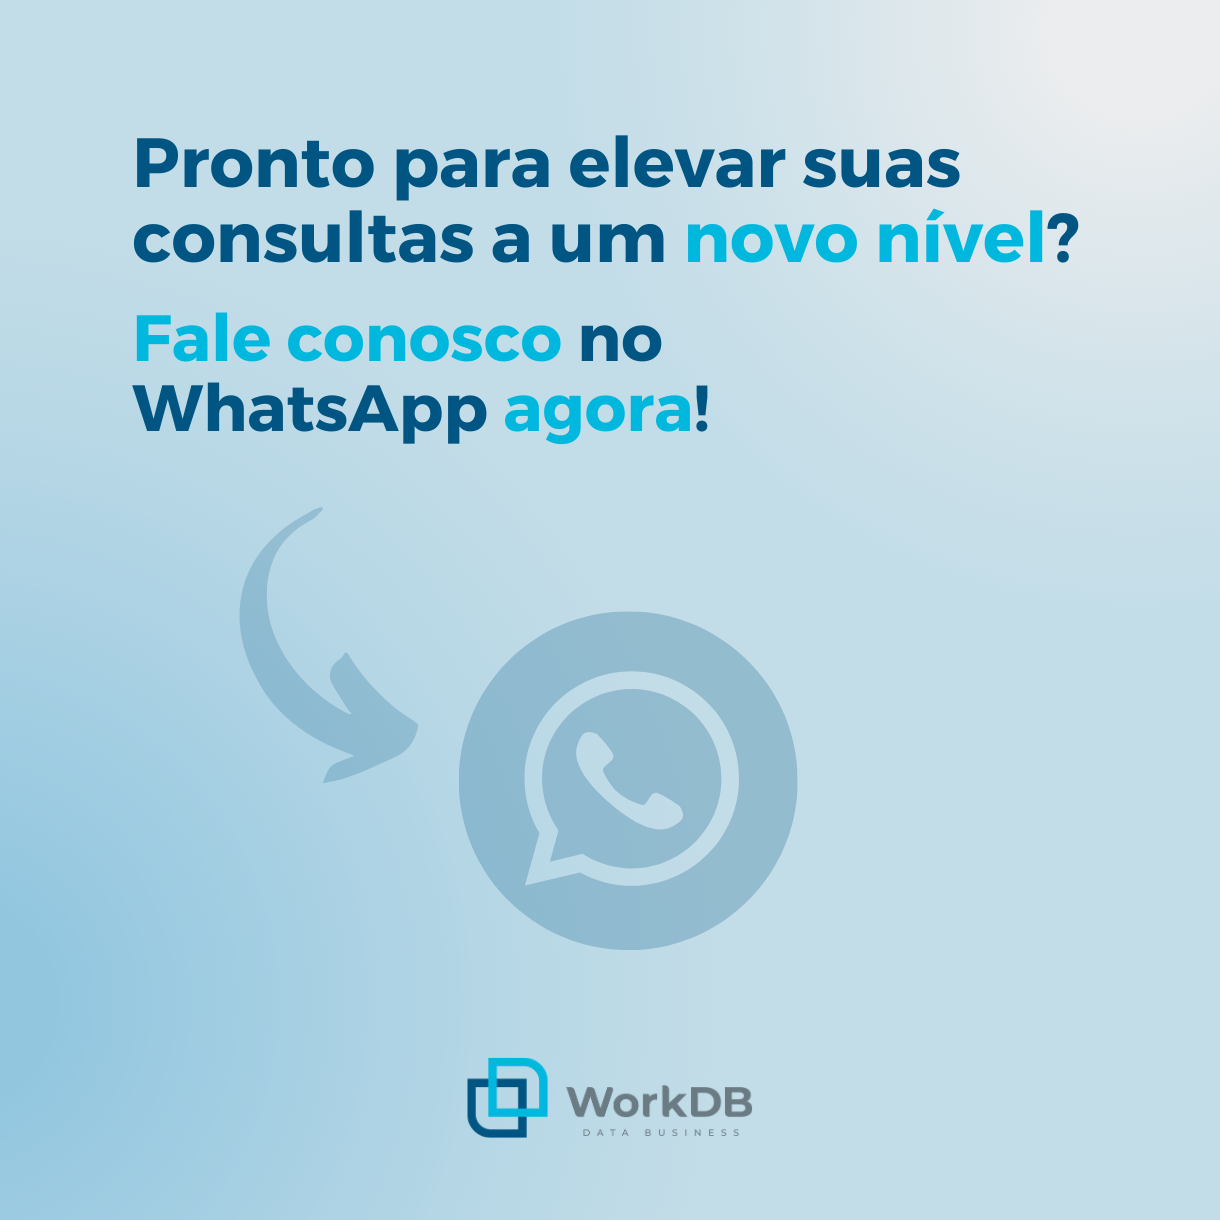 Pronto para elevar suas
consultas a um novo nível?
Fale conosco no
WhatsApp agora!
WorkDB
DATA BUSINESS